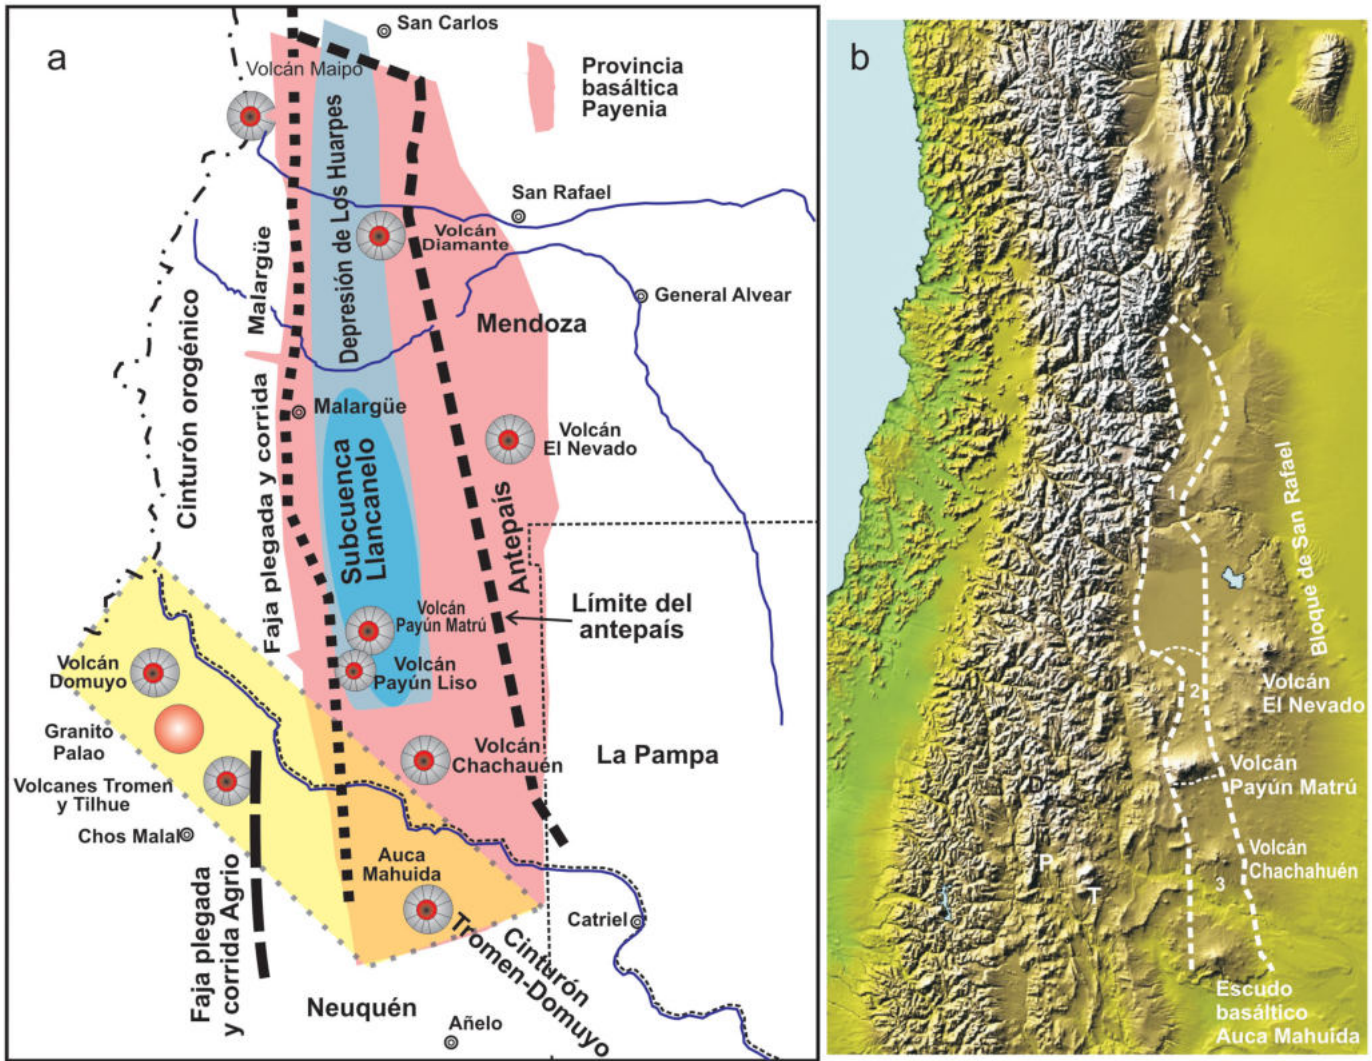 a
San Carlos
Volcán Maipo
Provincia
basáltica
Payenia
Depresión de Los Huarpes
San Rafael
Volcán
Diamante
Malargüe
Cinturón orogénico
General Alvear
Mendoza
Faja plegada y corrida
Malargüe
Volcán
El Nevado
Subcuenca
Llancanelo
Antepaís
Volcán
Payún Matrú
Límite del
antepaís
Volcán
Domuyo
Volcán
Payún Liso
Granito
Palao
Volcanes Tromen
y Tilhue
Volcán
Chachauén
La Pampa
Chos Malal
Auca
Mahuida
Faja plegada
y corrida Agrio
Catriel
Cinturón
Tromen-Domuyo
Neuquén
Añelo
b
1
Bloque de San Rafael
2
Volcán
El Nevado
Volcán
Payún Matrú
D
P
T
Volcán
Chachahuén
3
Escudo
basáltico
Auca Mahuida